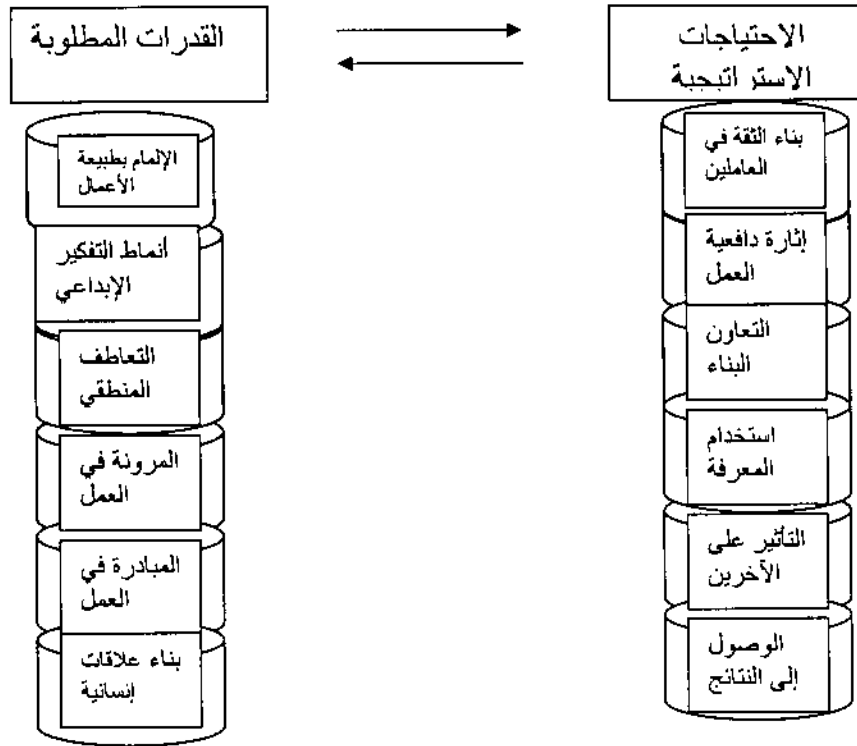 الاحتياجات
الاستراتيجية
بناء الثقة في
العاملين
إثارة دافعية
العمل
التعاون
البناء
استخدام
المعرفة
التأثير على
الآخرين
الوصول
إلى النتائج
القدرات المطلوبة
الإلمام بطبيعة
الأعمال
أنماط التفكير
الإبداعي
التعاطف
المنطقي
المرونة في
العمل
المبادرة في
العمل
بناء علاقات
إنسانية